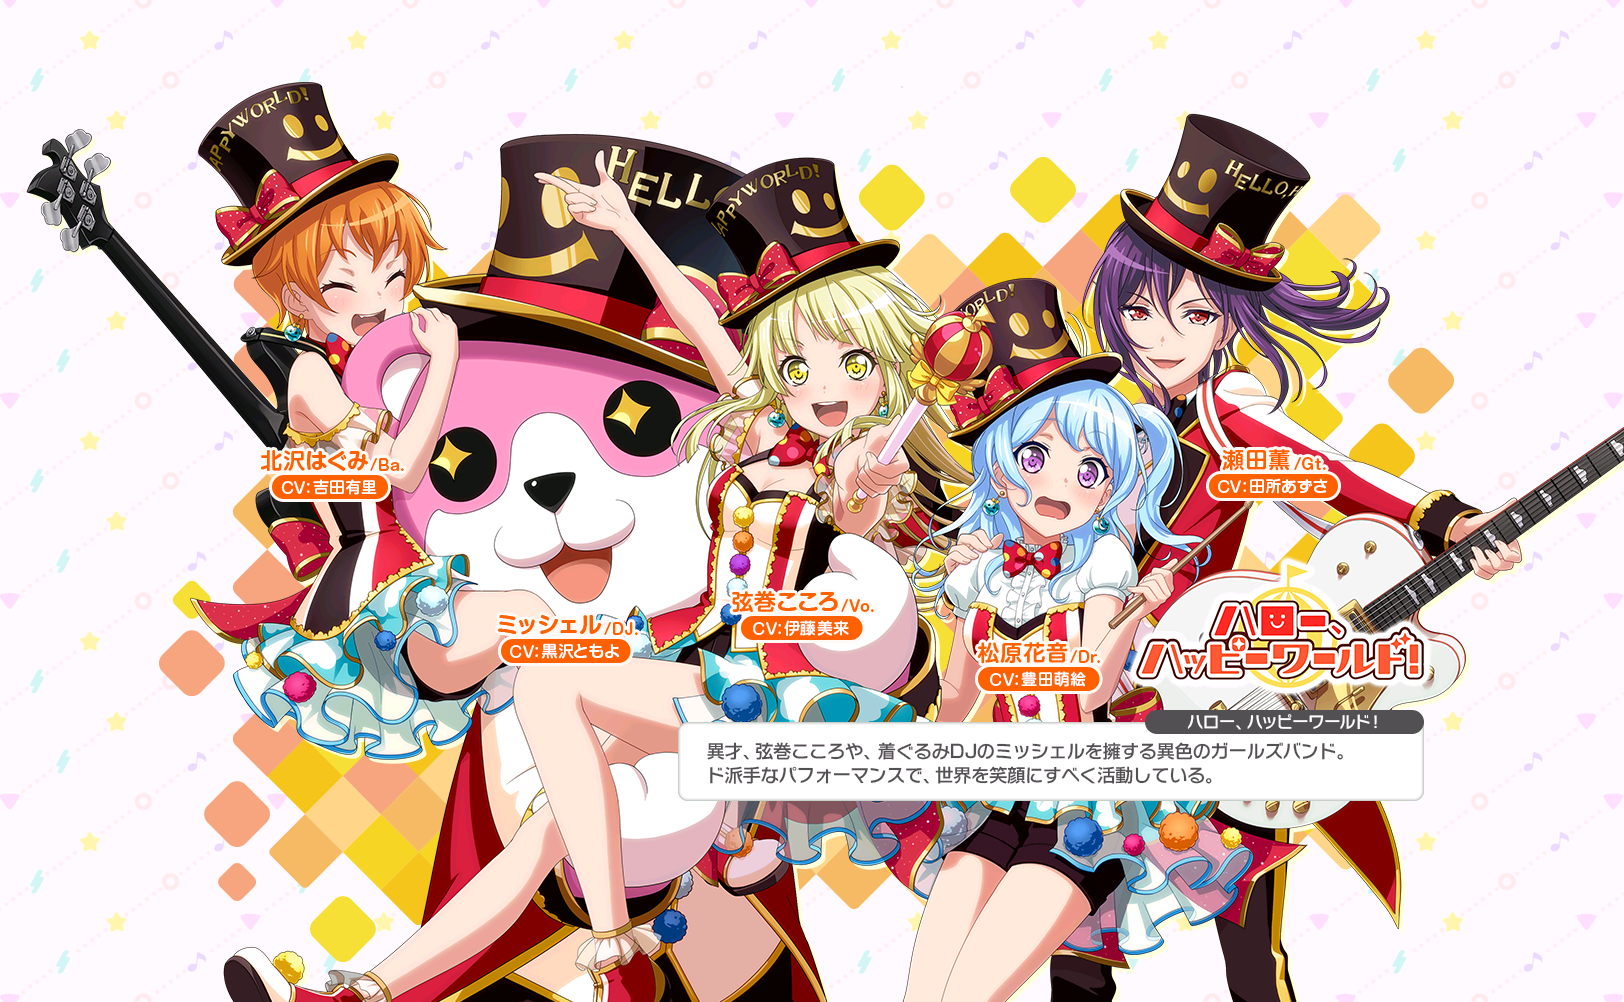 APPYWORLD!
HELLO,
APPYWORLD!
WORLD!
HELLO, H
北沢はぐみ/Ba.
CV:吉田有里
ミッシェル/DJ.
CV:黒沢ともよ
弦巻こころ/Vo.
CV:伊藤美来
松原花音/Dr.
CV:豊田萌絵
瀬田薫/Gt.
CV:田所あずさ
ハロー、
ハッピーワールド!
ハロー、ハッピーワールド!
異才、弦巻こころや、着ぐるみDJのミッシェルを擁する異色のガールズバンド。
ド派手なパフォーマンスで、世界を笑顔にすべく活動している。